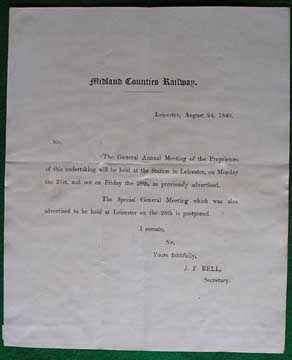 Midland Counties Railway.
Leicester, August 24, 1840.
Sir,
The General Annual Meeting of the Proprietors
of this undertaking will be held at the Station in Leicester, on Monday
the 31st. and not on Friday the 28th, as previously advertised.
The Special General Meeting which was also
advertised to be held at Leicester on the 28th is postponed.
I remain,
Sir,
Yours faithfully,
J. F. BELL,
Secretary.